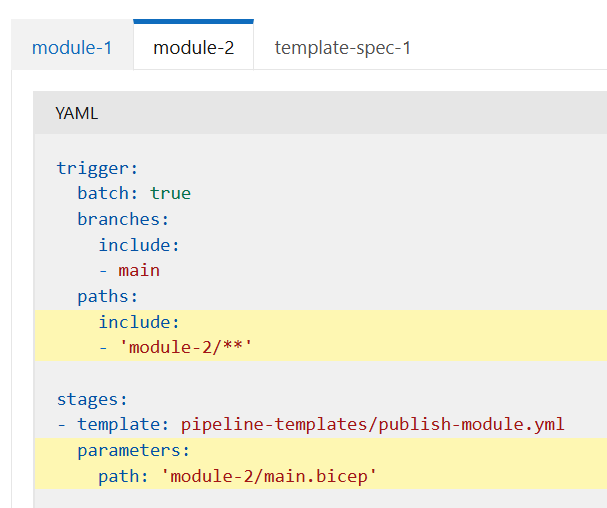 module-1 module-2 template-spec-1
YAML
trigger:
  batch: true
  branches:
    include:
    - main
  paths:
    include:
    - 'module-2/**'
stages:
- template: pipeline-templates/publish-module.yml
  parameters:
    path: 'module-2/main.bicep'